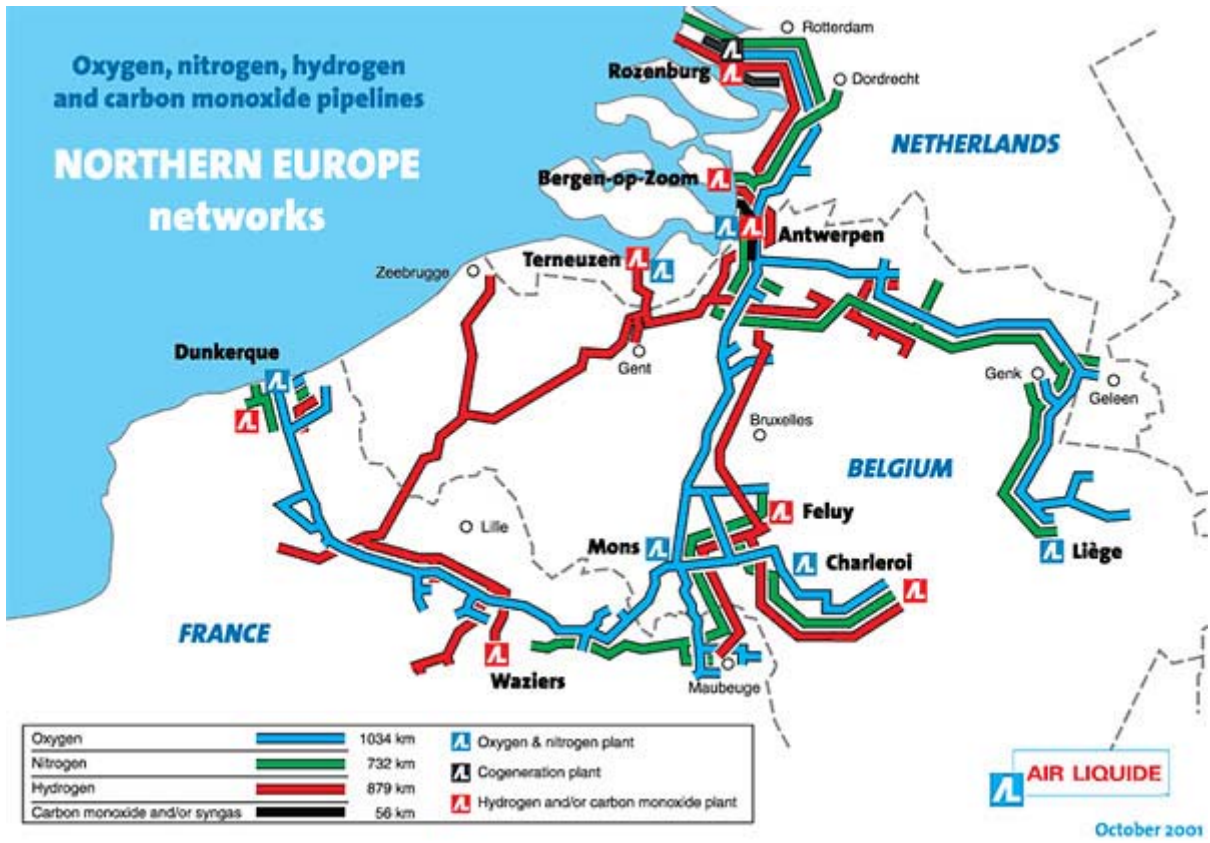 Oxygen, nitrogen, hydrogen
and carbon monoxide pipelines
NORTHERN EUROPE
networks
Rotterdam
Rozenburg
Dordrecht
NETHERLANDS
Bergen-op-Zoom
Antwerpen
Terneuzen
Zeebrugge
Dunkerque
Gent
Genk
Geleen
Bruxelles
BELGIUM
Lille
Feluy
Mons
Charleroi
Liège
FRANCE
Waziers
Maubeuge
Oxygen 1034 km
Nitrogen 732 km
Hydrogen 879 km
Carbon monoxide and/or syngas 56 km
Oxygen & nitrogen plant
Cogeneration plant
Hydrogen and/or carbon monoxide plant
AIR LIQUIDE
October 2001